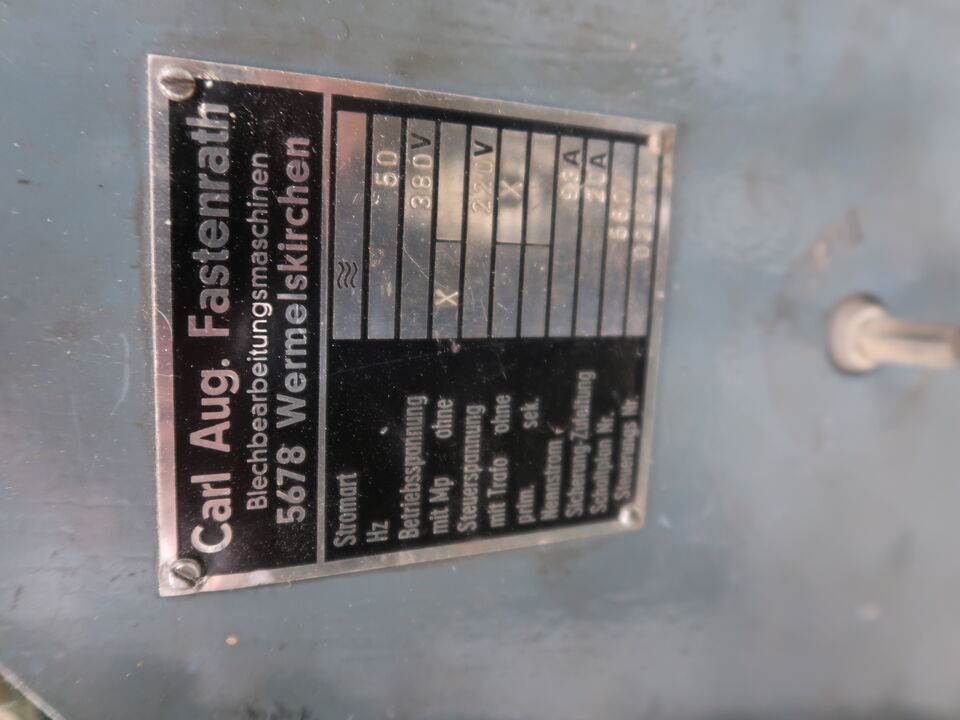 Carl Aug. Fastenrath
Blechbearbeitungsmaschinen
5678 Wermelskirchen
Stromart
Hz 50
Betriebsspannung 380V
mit Mp X ohne
Steuerspannung 220V
mit Trafo ohne X
prim. sek.
Nennstrom A
Sicherung-Zuleitung A
Schaltplan Nr.
Steuerungs Nr.